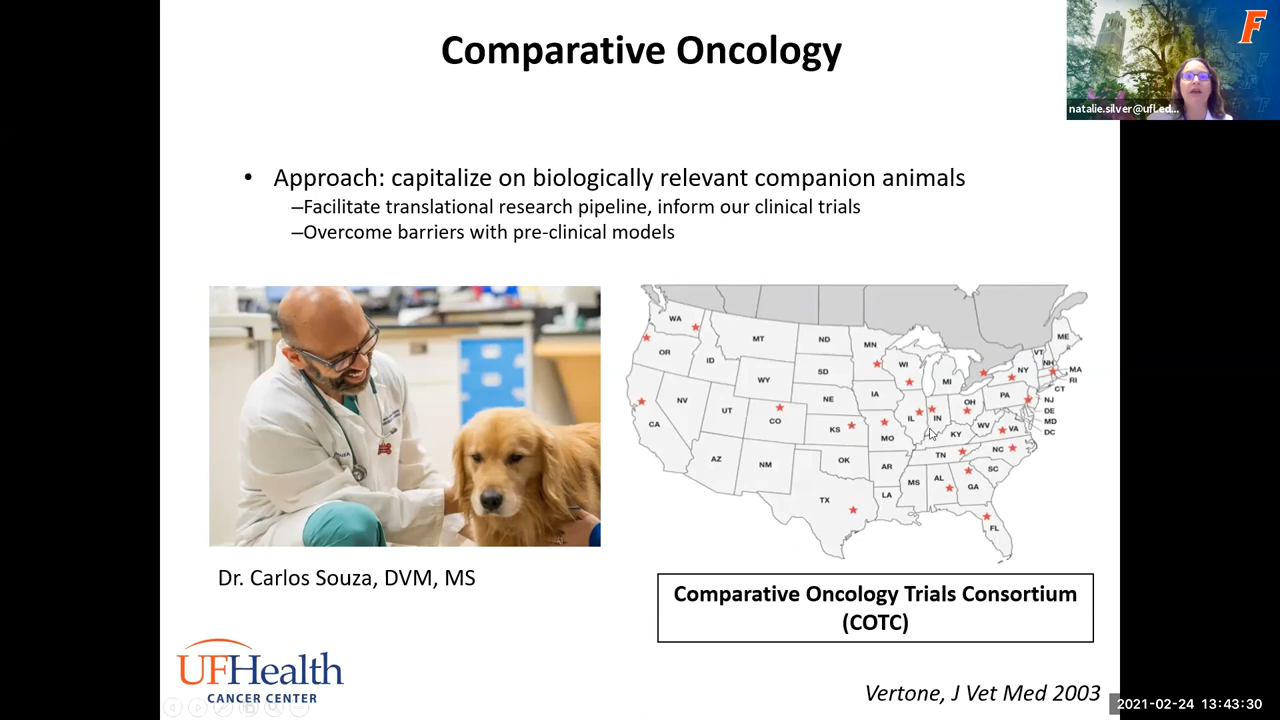 Comparative Oncology
F
natalie.silver@ufl.ed...
• Approach: capitalize on biologically relevant companion animals
–Facilitate translational research pipeline, inform our clinical trials
–Overcome barriers with pre-clinical models
WA
MT
ND
MN
ME
VT
NH
OR
ID
SD
WI
NY
MA
RI
WY
MI
CT
NV
NE
IA
PA
NJ
UT
CO
IL
IN
OH
DE
MD
DC
CA
KS
MO
WV
VA
KY
AZ
NM
OK
AR
TN
NC
SC
MS
AL
GA
TX
LA
FL
Dr. Carlos Souza, DVM, MS
Comparative Oncology Trials Consortium
(COTC)
UFHealth
CANCER CENTER
Vertone, J Vet Med 2003
2021-02-24 13:43:30